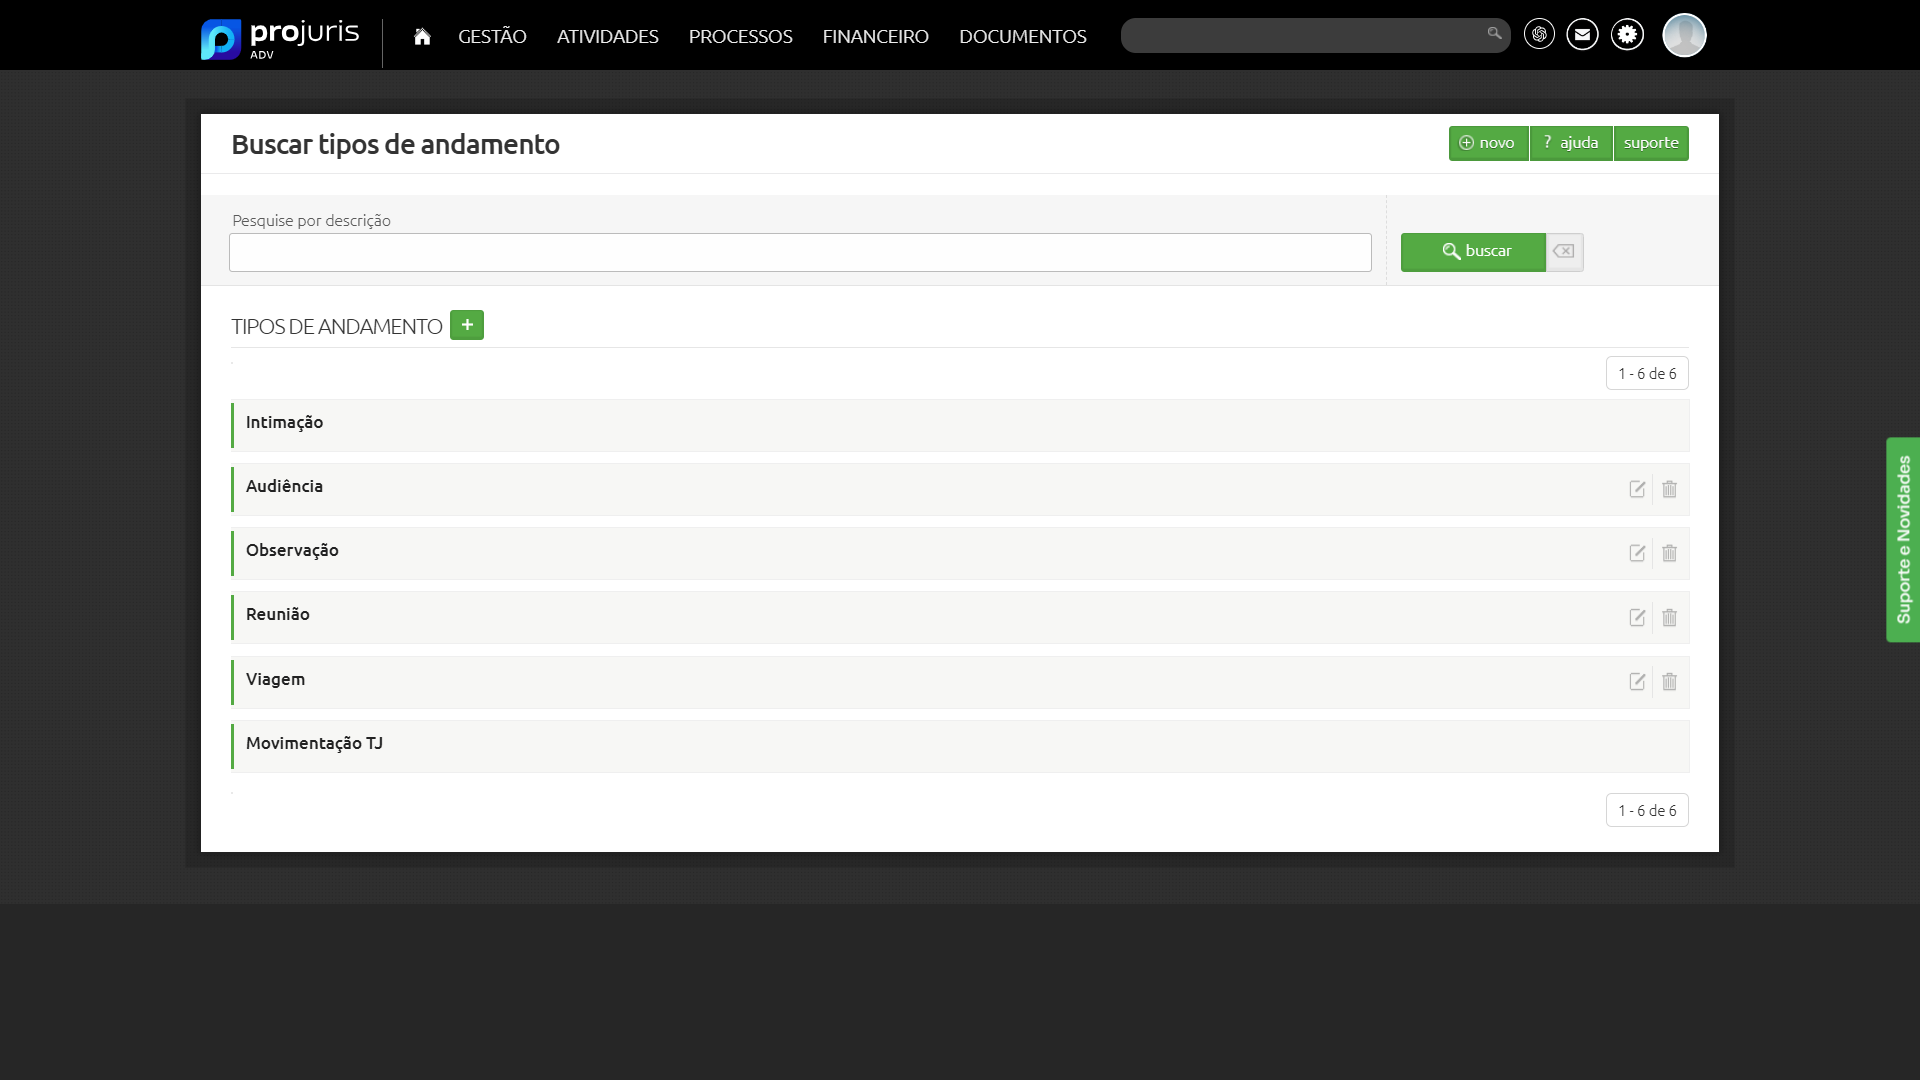 projuris
ADV
GESTÃO
ATIVIDADES
PROCESSOS
FINANCEIRO
DOCUMENTOS
Buscar tipos de andamento
novo
? ajuda
suporte
Pesquise por descrição
buscar
TIPOS DE ANDAMENTO +
1 - 6 de 6
Intimação
Audiência
Observação
Reunião
Viagem
Movimentação TJ
1 - 6 de 6
Suporte e Novidades